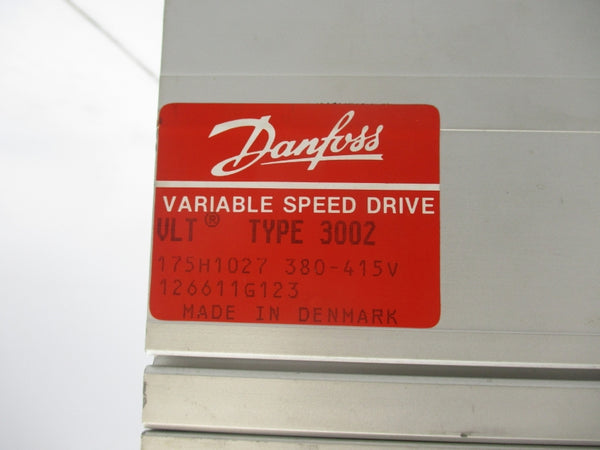 Danfoss
VARIABLE SPEED DRIVE
VLT® TYPE 3002
175H1027 380-415V
126611G123
MADE IN DENMARK